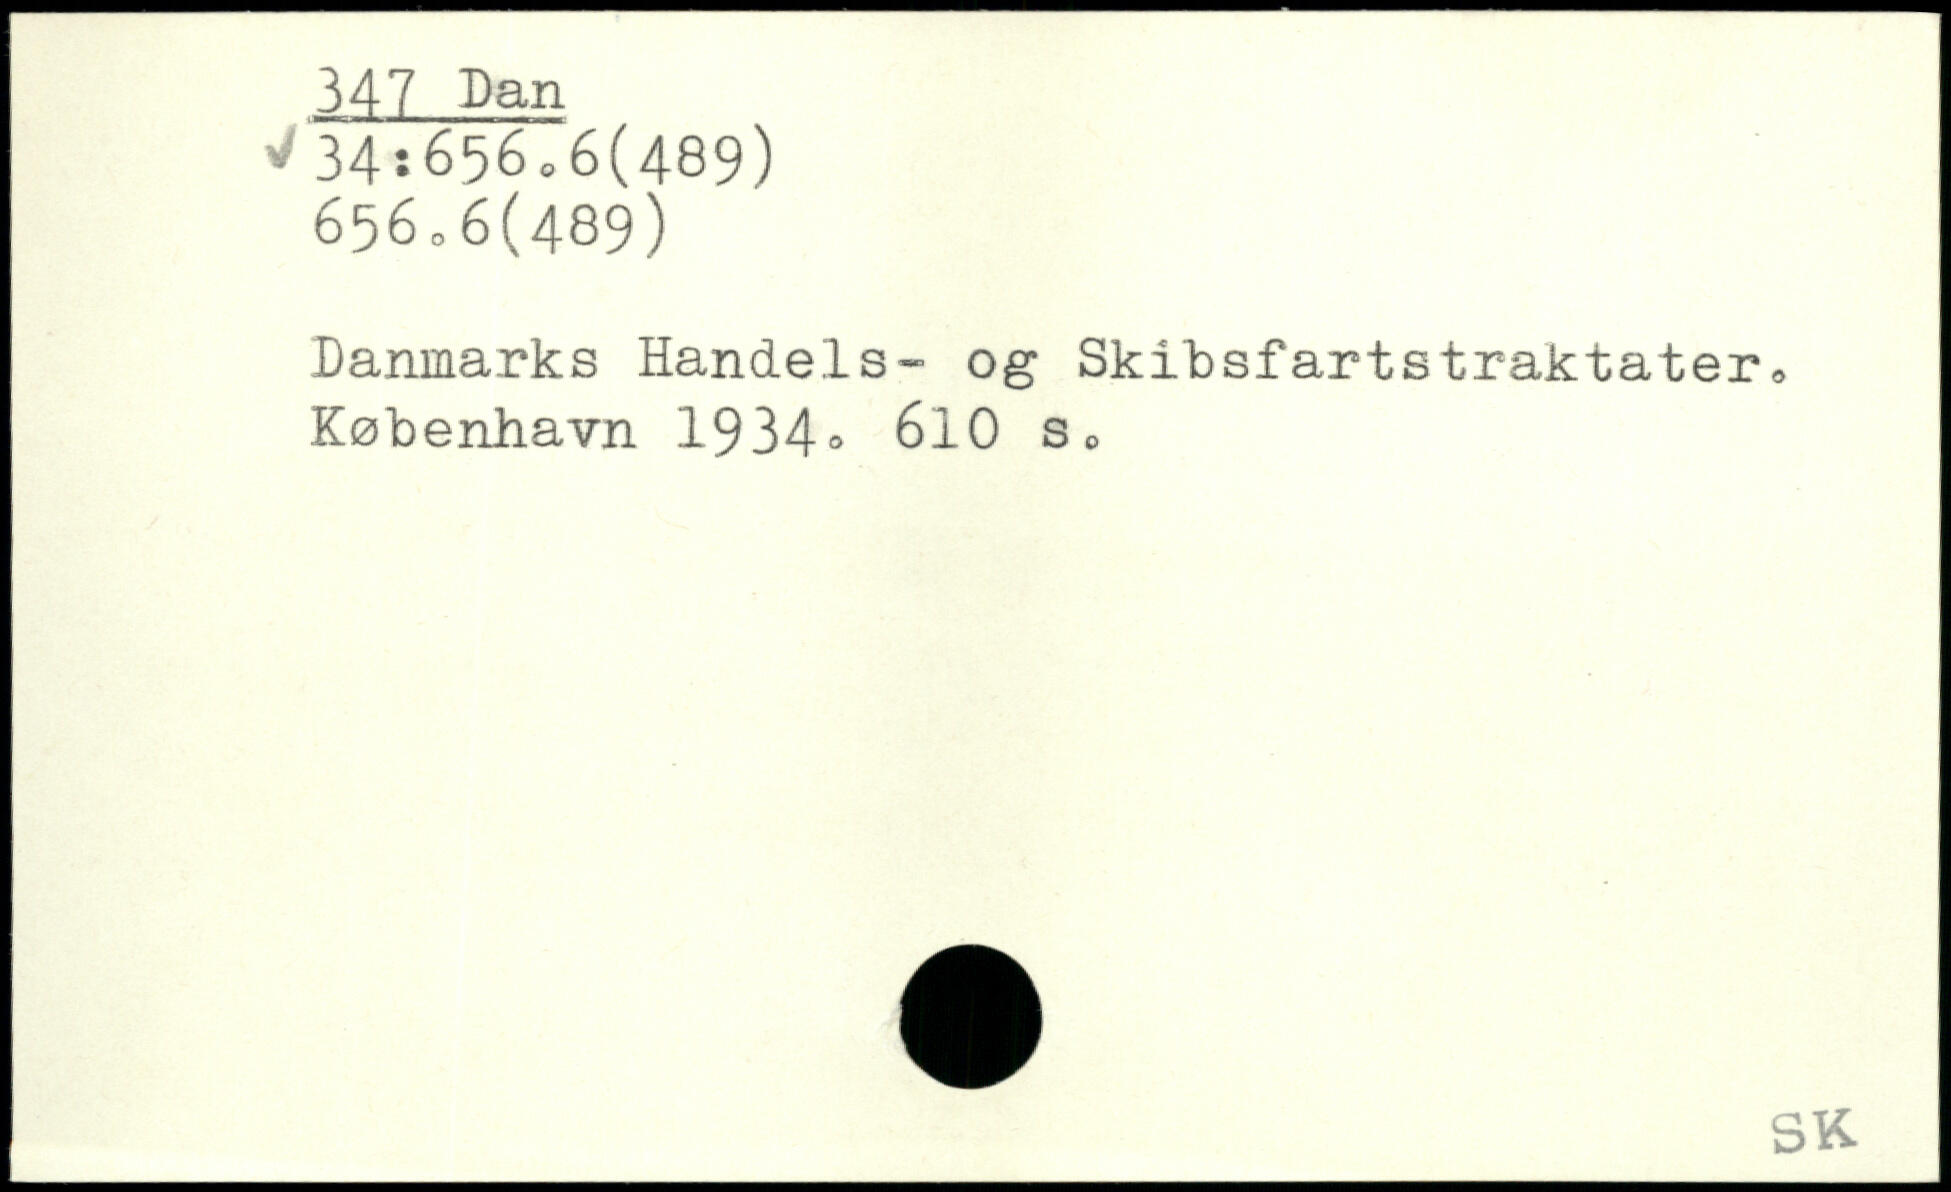 347 Dan
✓ 34:656.6(489)
656.6(489)
Danmarks Handels- og Skibsfartstraktater.
København 1934. 610 s.
SK